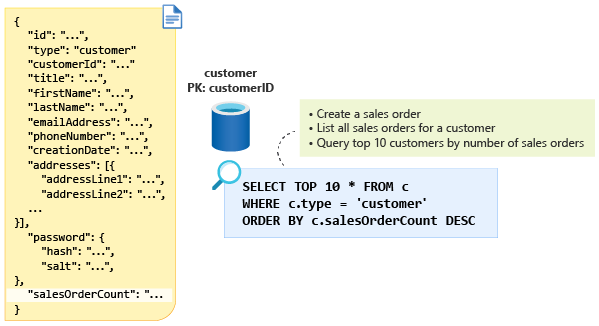 {
"id": "...",
"type": "customer"
"customerId": "..."
"title": "...",
"firstName": "...",
"lastName": "...",
"emailAddress": "...",
"phoneNumber": "...",
"creationDate": "...",
"addresses": [{
"addressLine1": "...",
"addressLine2": "...",
...
}],
"password": {
"hash": "...",
"salt": "...",
},
"salesOrderCount": "...
}
customer
PK: customerID
• Create a sales order
• List all sales orders for a customer
• Query top 10 customers by number of sales orders
SELECT TOP 10 * FROM c
WHERE c.type = 'customer'
ORDER BY c.salesOrderCount DESC